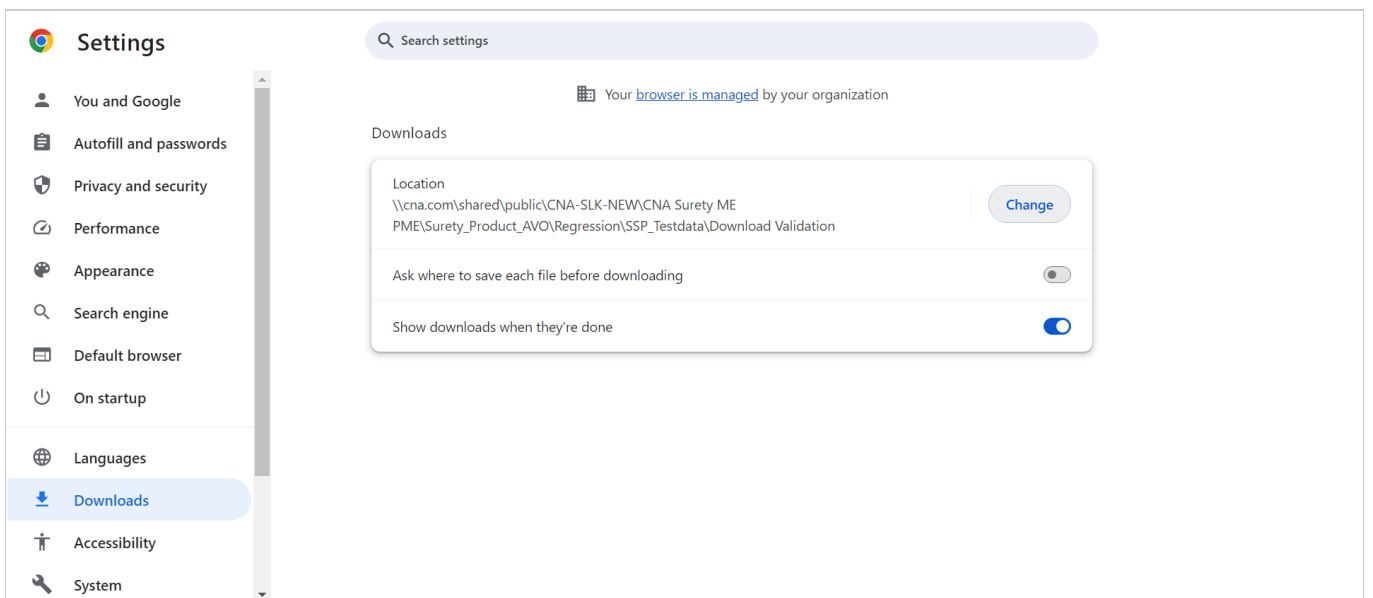 Settings
Search settings
You and Google
Autofill and passwords
Privacy and security
Performance
Appearance
Search engine
Default browser
On startup
Languages
Downloads
Accessibility
System
Your browser is managed by your organization
Downloads
Location
\\cna.com\shared\public\CNA-SLK-NEW\CNA Surety ME
PME\Surety_Product_AVO\Regression\SSP_Testdata\Download Validation
Change
Ask where to save each file before downloading
Show downloads when they're done